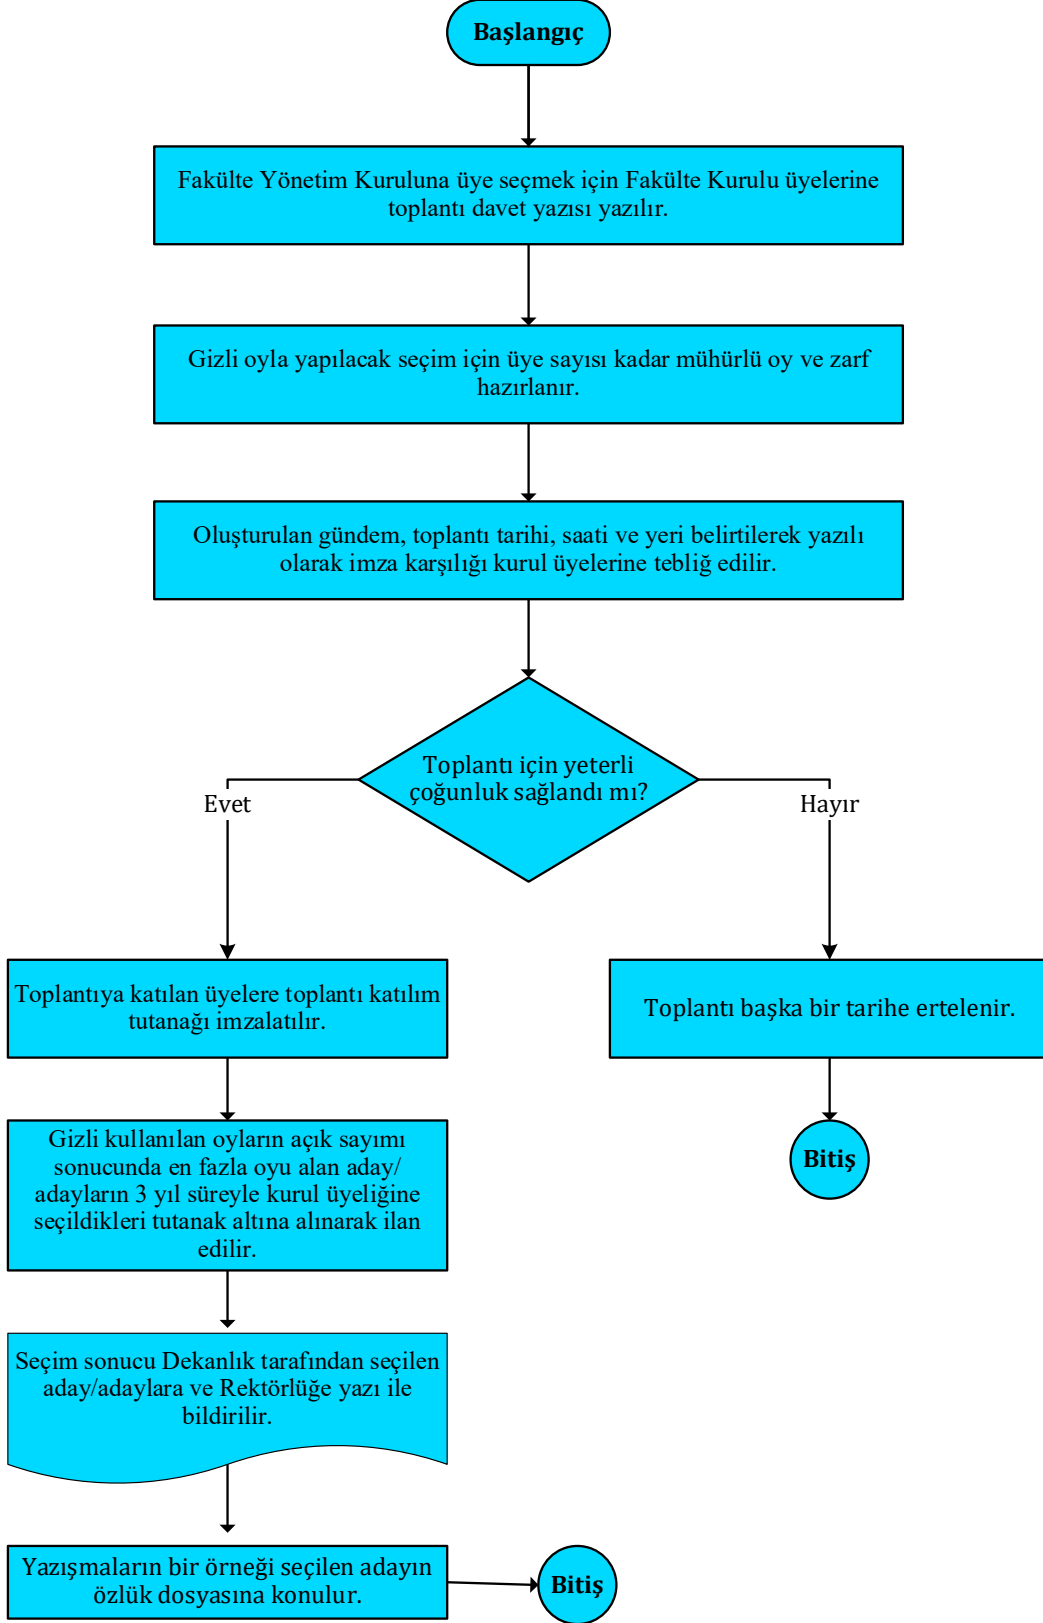 Başlangıç
Fakülte Yönetim Kuruluna üye seçmek için Fakülte Kurulu üyelerine
toplantı davet yazısı yazılır.
Gizli oyla yapılacak seçim için üye sayısı kadar mühürlü oy ve zarf
hazırlanır.
Oluşturulan gündem, toplantı tarihi, saati ve yeri belirtilerek yazılı
olarak imza karşılığı kurul üyelerine tebliğ edilir.
Toplantı için yeterli
çoğunluk sağlandı mı?
Evet
Hayır
Toplantıya katılan üyelere toplantı katılım
tutanağı imzalatılır.
Toplantı başka bir tarihe ertelenir.
Gizli kullanılan oyların açık sayımı
sonucunda en fazla oyu alan aday/
adayların 3 yıl süreyle kurul üyeliğine
seçildikleri tutanak altına alınarak ilan
edilir.
Bitiş
Seçim sonucu Dekanlık tarafından seçilen
aday/adaylara ve Rektörlüğe yazı ile
bildirilir.
Yazışmaların bir örneği seçilen adayın
özlük dosyasına konulur.
Bitiş